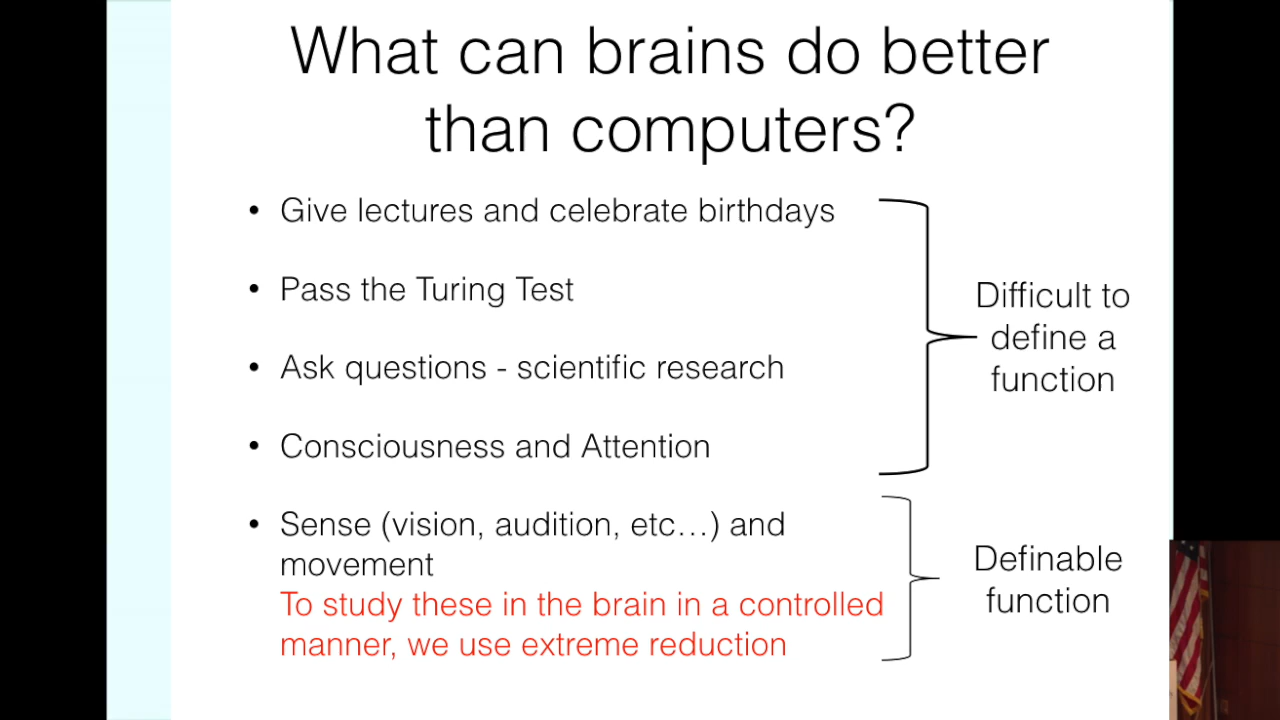 What can brains do better
than computers?
• Give lectures and celebrate birthdays
• Pass the Turing Test
• Ask questions - scientific research
• Consciousness and Attention
Difficult to
define a
function
• Sense (vision, audition, etc...) and
movement
To study these in the brain in a controlled
manner, we use extreme reduction
Definable
function